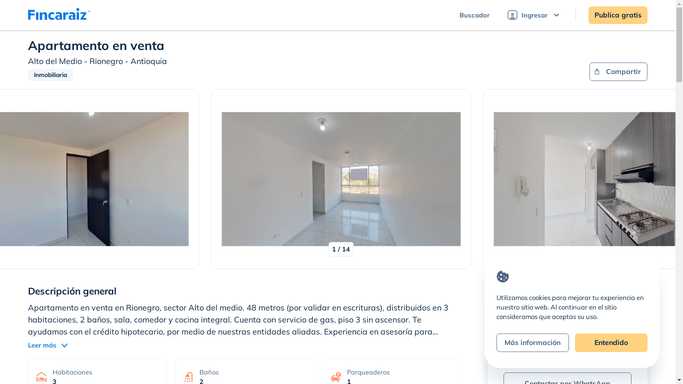 Fincaraiz
Buscador
Ingresar
Publica gratis
Apartamento en venta
Alto del Medio - Rionegro - Antioquia
Inmobiliaria
Compartir
1 / 14
Descripción general
Apartamento en venta en Rionegro, sector Alto del medio. 48 metros (por validar en escrituras), distribuidos en 3
habitaciones, 2 baños, sala, comedor y cocina integral. Cuenta con servicio de gas, piso 3 sin ascensor. Te
ayudamos con el crédito hipotecario, por medio de nuestras entidades aliadas. Experiencia en asesoría para...
Leer más
Habitaciones
3
Baños
2
Parqueaderos
1
Utilizamos cookies para mejorar tu experiencia en
nuestro sitio web. Al continuar en el sitio
consideramos que aceptas su uso.
Más información
Entendido
Contactar por WhatsApp